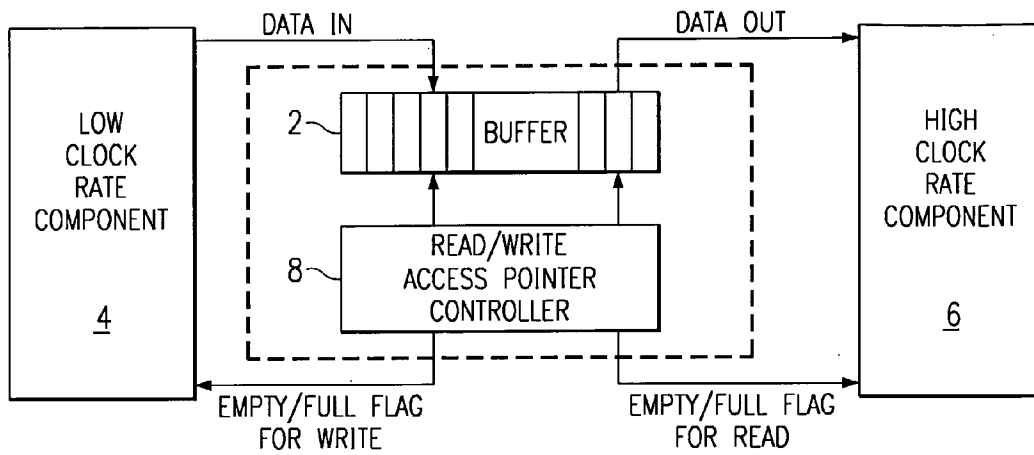 DATA IN
DATA OUT
LOW
CLOCK
RATE
COMPONENT
4
2
BUFFER
8
READ/WRITE
ACCESS POINTER
CONTROLLER
HIGH
CLOCK
RATE
COMPONENT
6
EMPTY/FULL FLAG
FOR WRITE
EMPTY/FULL FLAG
FOR READ